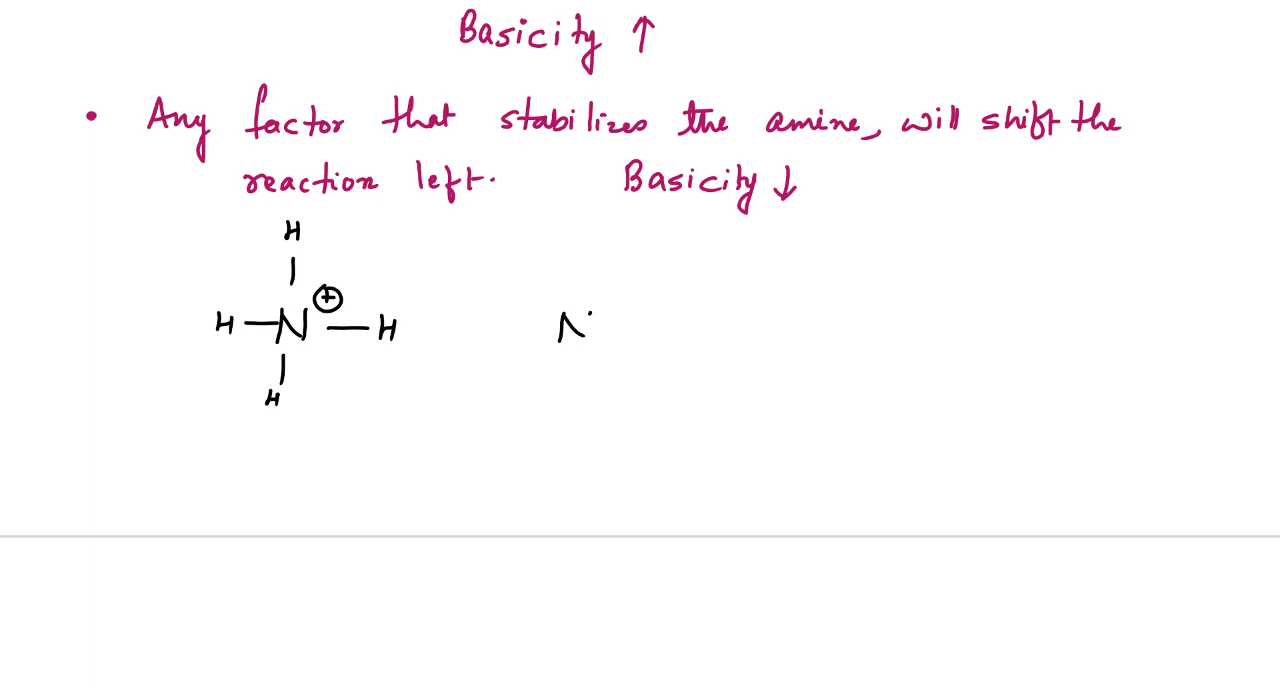 Basicity ↑
• Any factor that stabilizes the amine, will shift the
reaction left. Basicity ↓
H
⊕
H — N — H
H